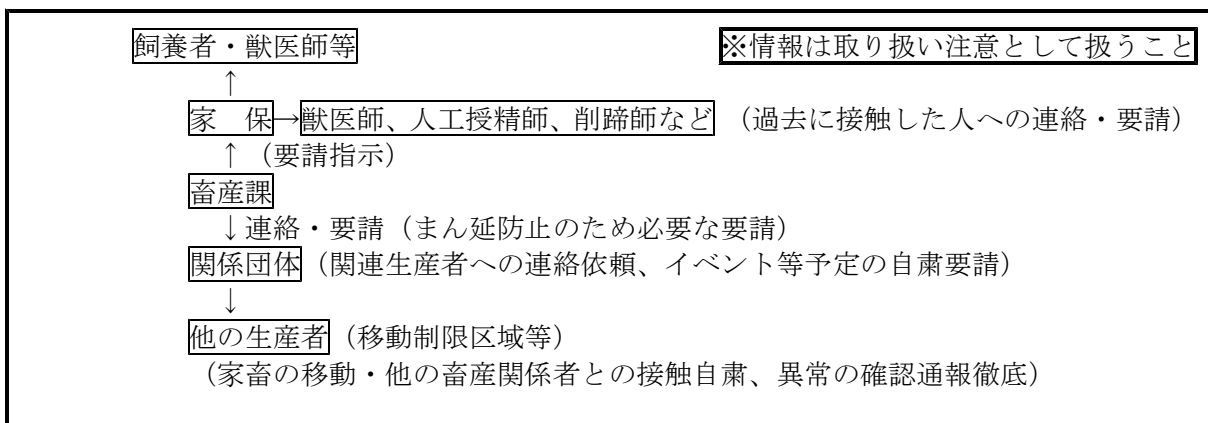 飼養者・獣医師等　※情報は取り扱い注意として扱うこと
↑
家　保→獣医師、人工授精師、削蹄師など（過去に接触した人への連絡・要請）
↑（要請指示）
畜産課
↓連絡・要請（まん延防止のため必要な要請）
関係団体（関連生産者への連絡依頼、イベント等予定の自粛要請）
↓
他の生産者（移動制限区域等）
（家畜の移動・他の畜産関係者との接触自粛、異常の確認通報徹底）